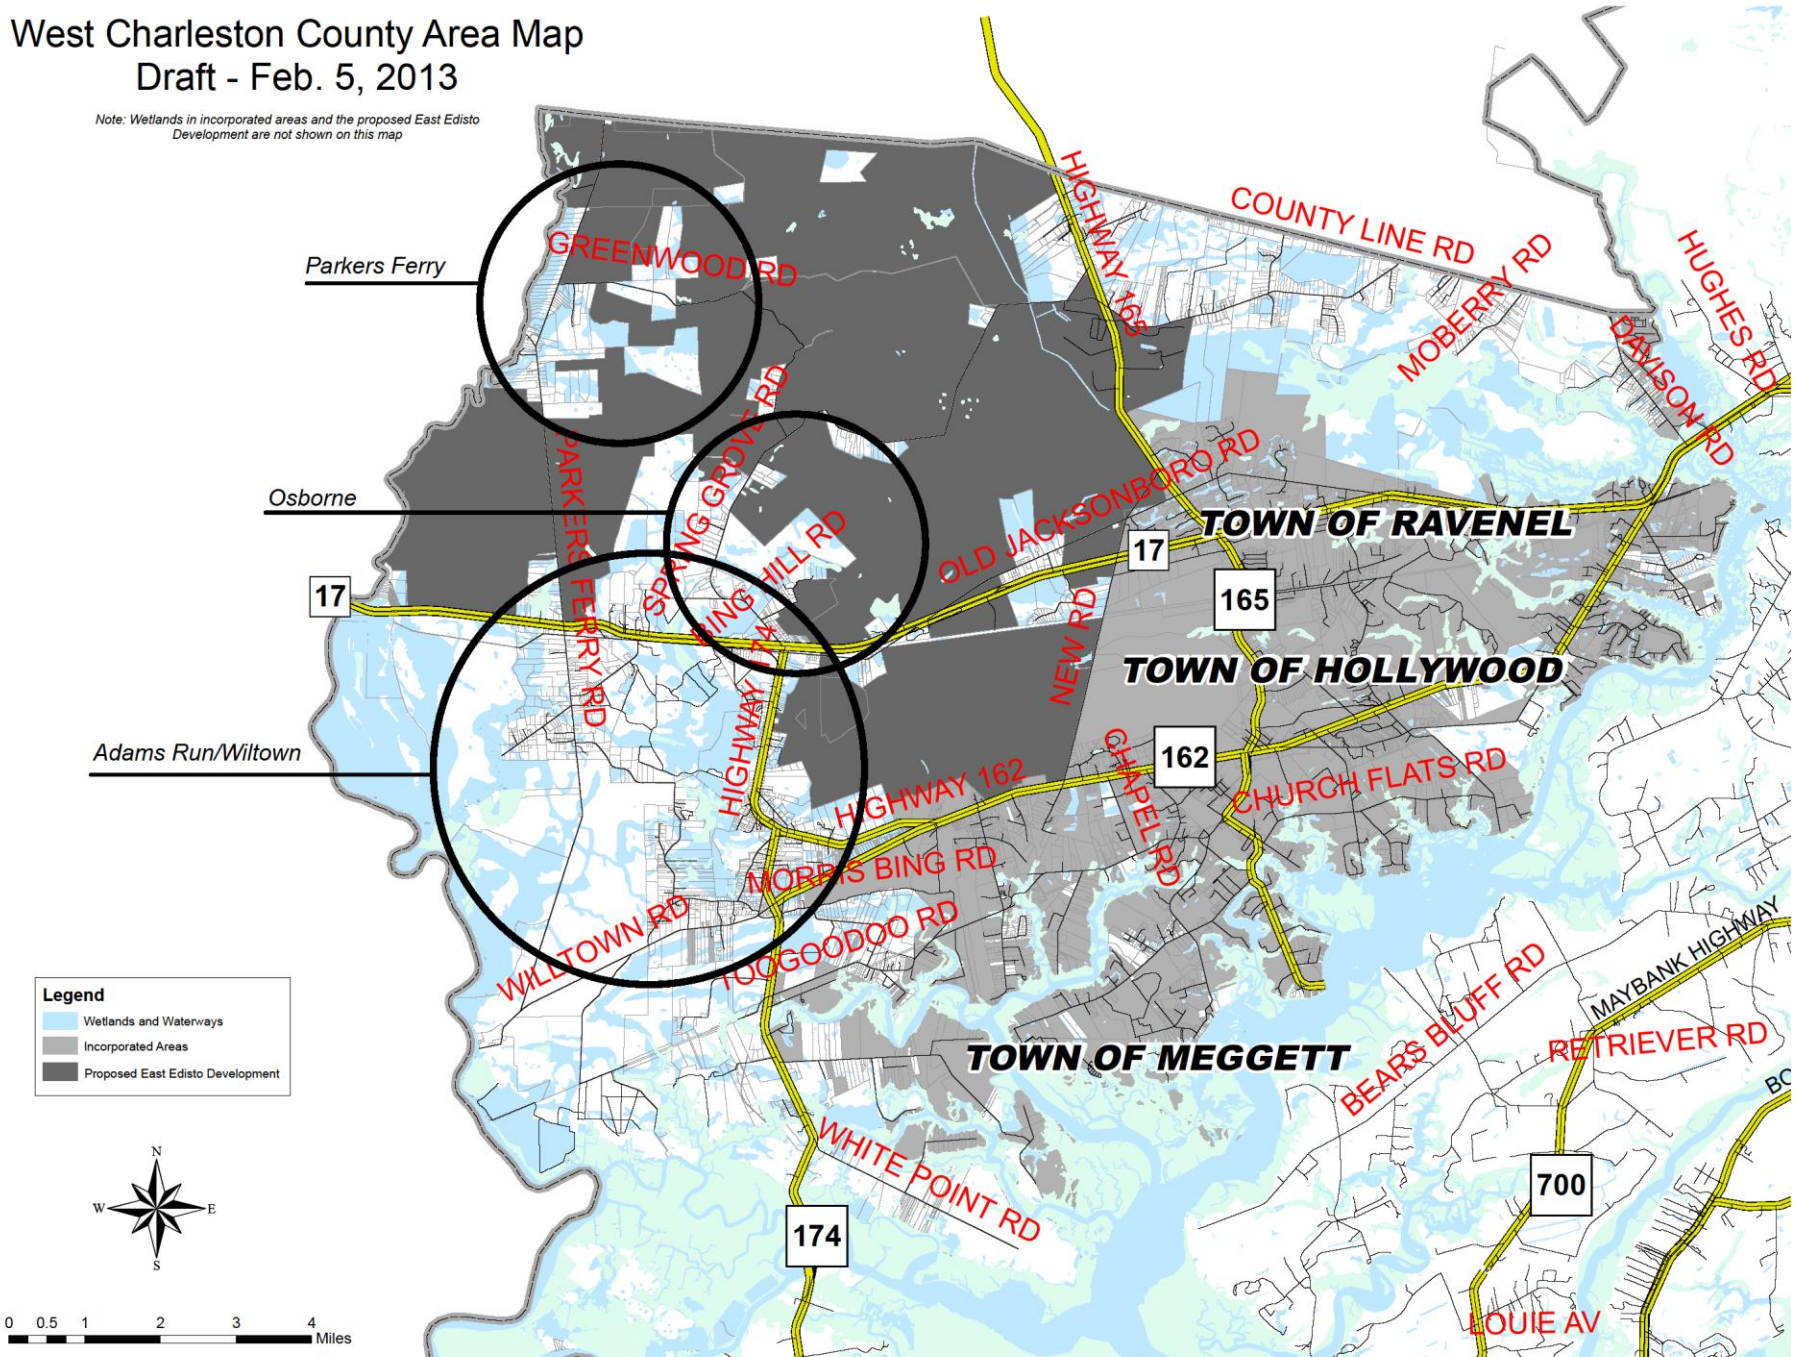 West Charleston County Area Map
Draft - Feb. 5, 2013
Note: Wetlands in incorporated areas and the proposed East Edisto
Development are not shown on this map
HIGHWAY 165
COUNTY LINE RD
MOBERRY RD
HUGHES RD
DAVISON RD
Parkers Ferry
GREENWOOD RD
SPRING GROVE RD
PARKERS FERRY RD
Osborne
BING HILL RD
OLD JACKSONBORO RD
TOWN OF RAVENEL
17
17
165
NEW RD
TOWN OF HOLLYWOOD
HIGHWAY 174
Adams Run/Wiltown
162
HIGHWAY 162
CHAPEL RD
CHURCH FLATS RD
MORRIS BING RD
WILLTOWN RD
TOOGOODOO RD
MAYBANK HIGHWAY
BEARS BLUFF RD
RETRIEVER RD
BO
TOWN OF MEGGETT
WHITE POINT RD
700
174
LOUIE AV
Legend
Wetlands and Waterways
Incorporated Areas
Proposed East Edisto Development
N
W E
S
0 0.5 1 2 3 4
Miles